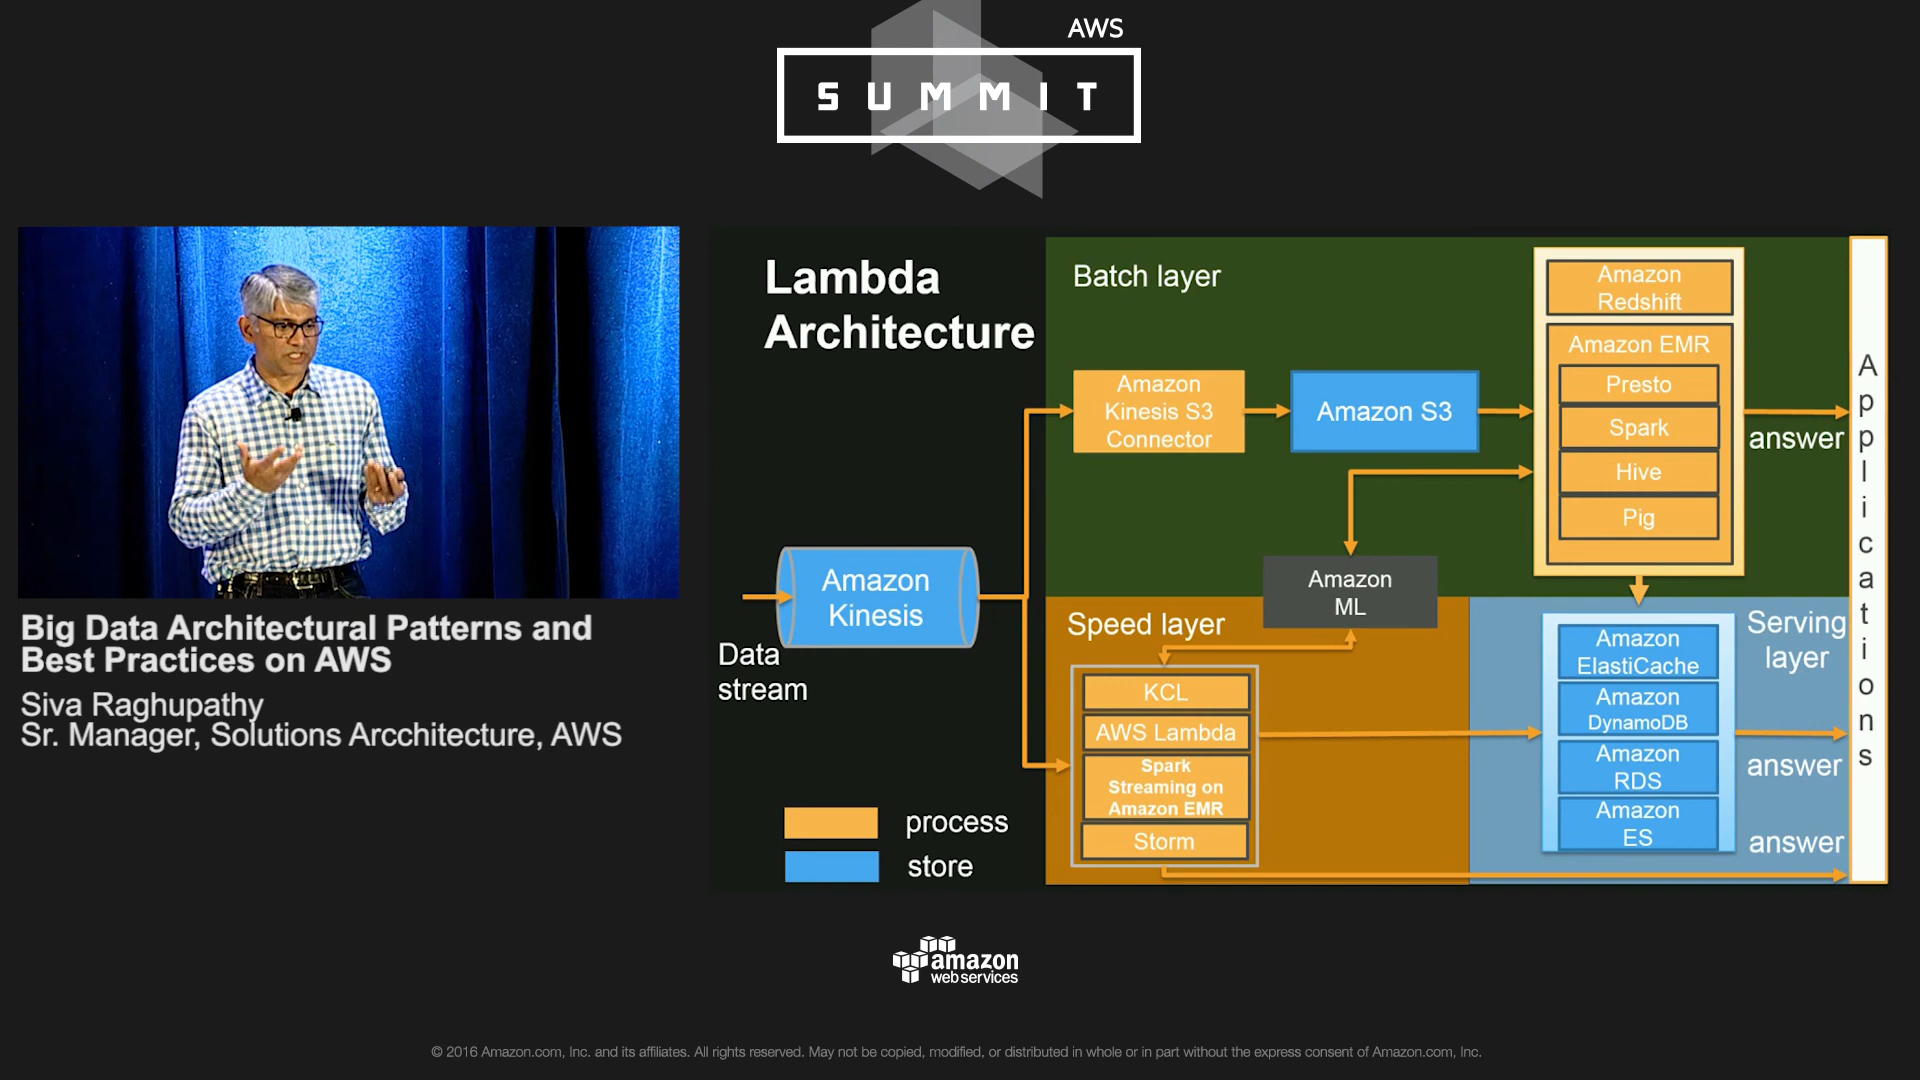 AWS
SUMMIT
Big Data Architectural Patterns and
Best Practices on AWS
Siva Raghupathy
Sr. Manager, Solutions Arcchitecture, AWS
Lambda
Architecture
Data
stream
Amazon
Kinesis
process
store
Batch layer
Amazon
Kinesis S3
Connector
Amazon S3
Amazon
Redshift
Amazon EMR
Presto
Spark
Hive
Pig
answer
Amazon
ML
Speed layer
KCL
AWS Lambda
Spark
Streaming on
Amazon EMR
Storm
Serving
layer
Amazon
ElastiCache
Amazon
DynamoDB
Amazon
RDS
Amazon
ES
answer
answer
Applications
amazon
webservices
© 2016 Amazon.com, Inc. and its affiliates. All rights reserved. May not be copied, modified, or distributed in whole or in part without the express consent of Amazon.com, Inc.